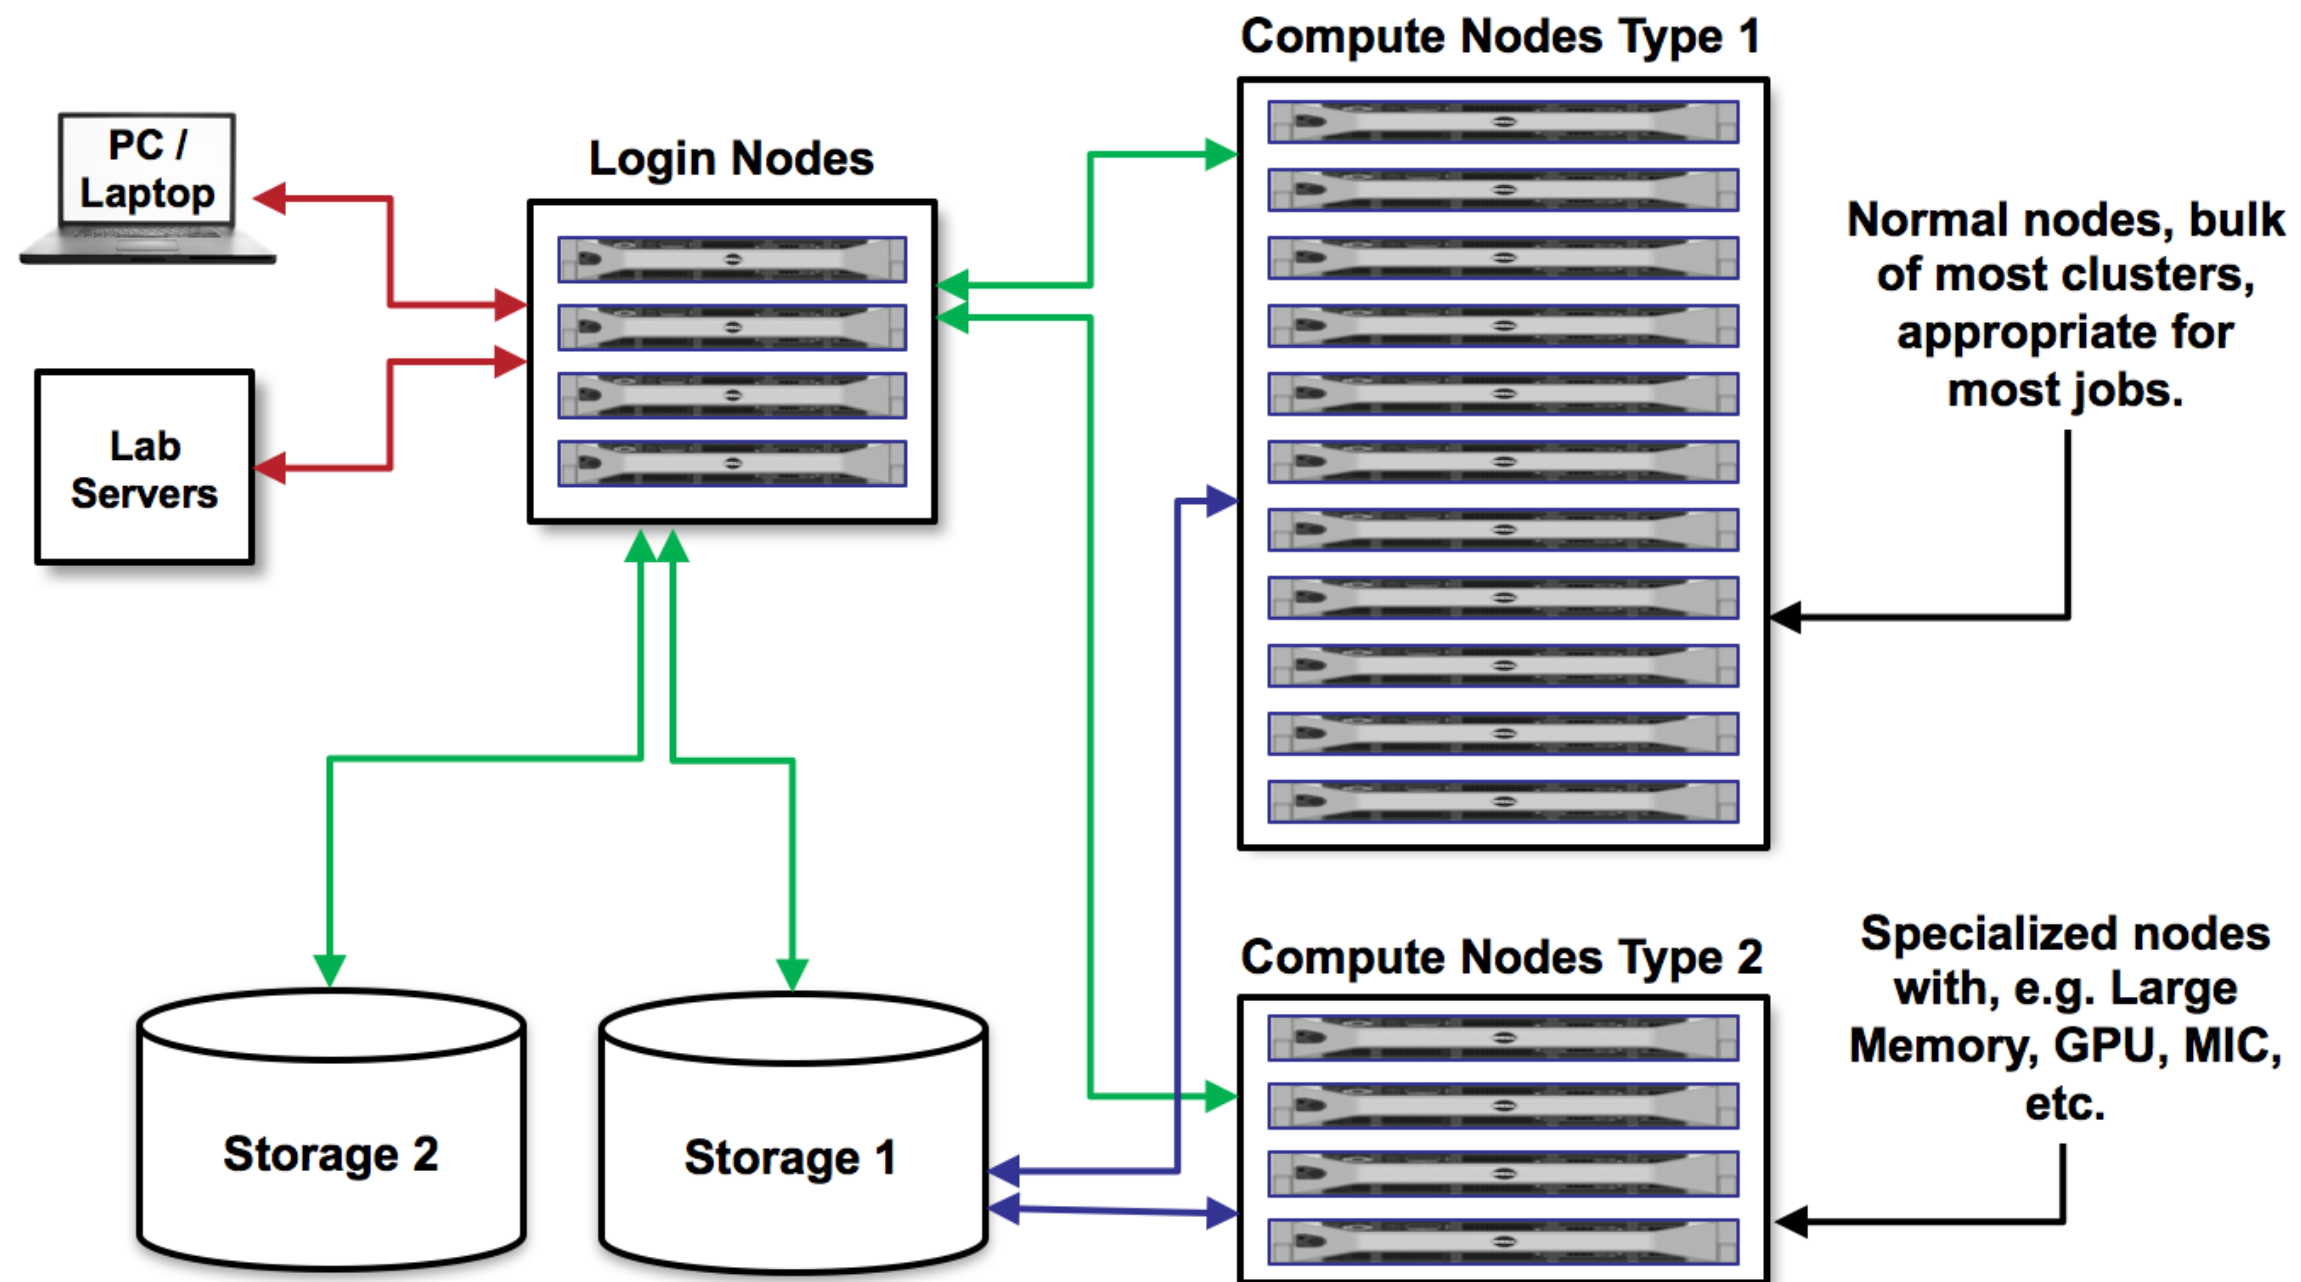 Compute Nodes Type 1
PC /
Laptop
Login Nodes
Normal nodes, bulk
of most clusters,
appropriate for
most jobs.
Lab
Servers
Compute Nodes Type 2
Specialized nodes
with, e.g. Large
Memory, GPU, MIC,
etc.
Storage 2
Storage 1